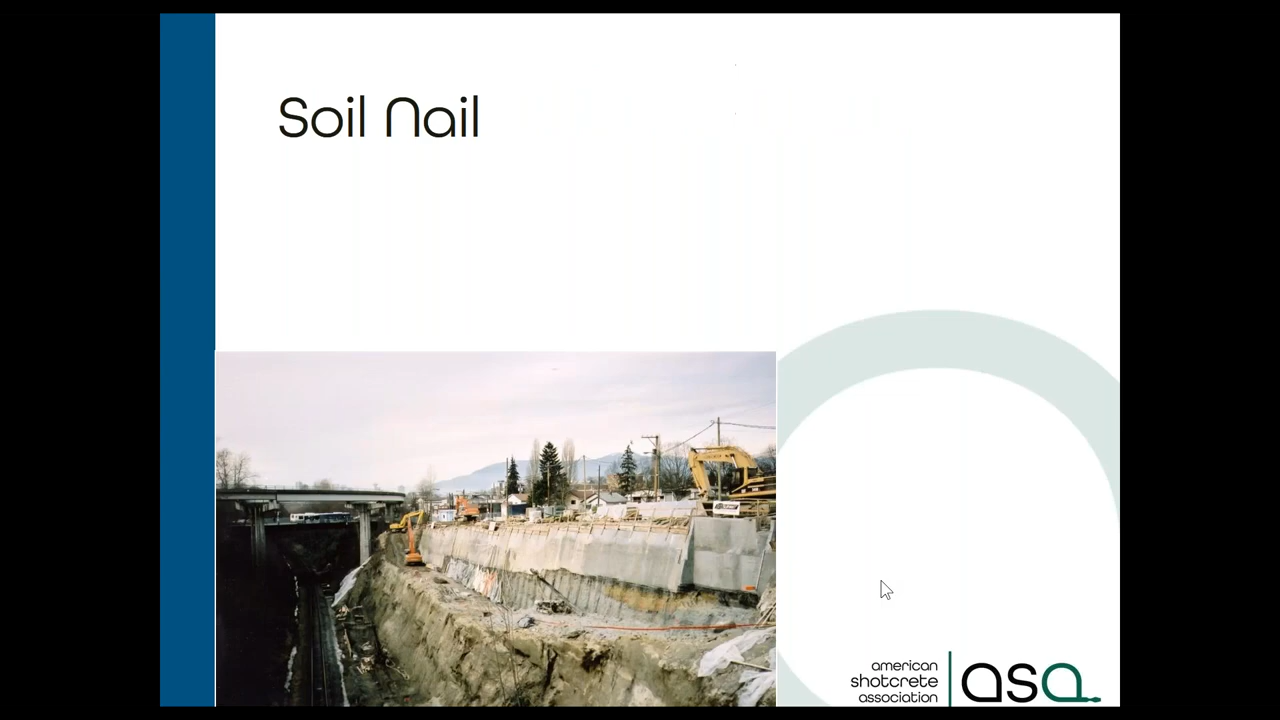 Soil Nail
american
shotcrete
association
asa